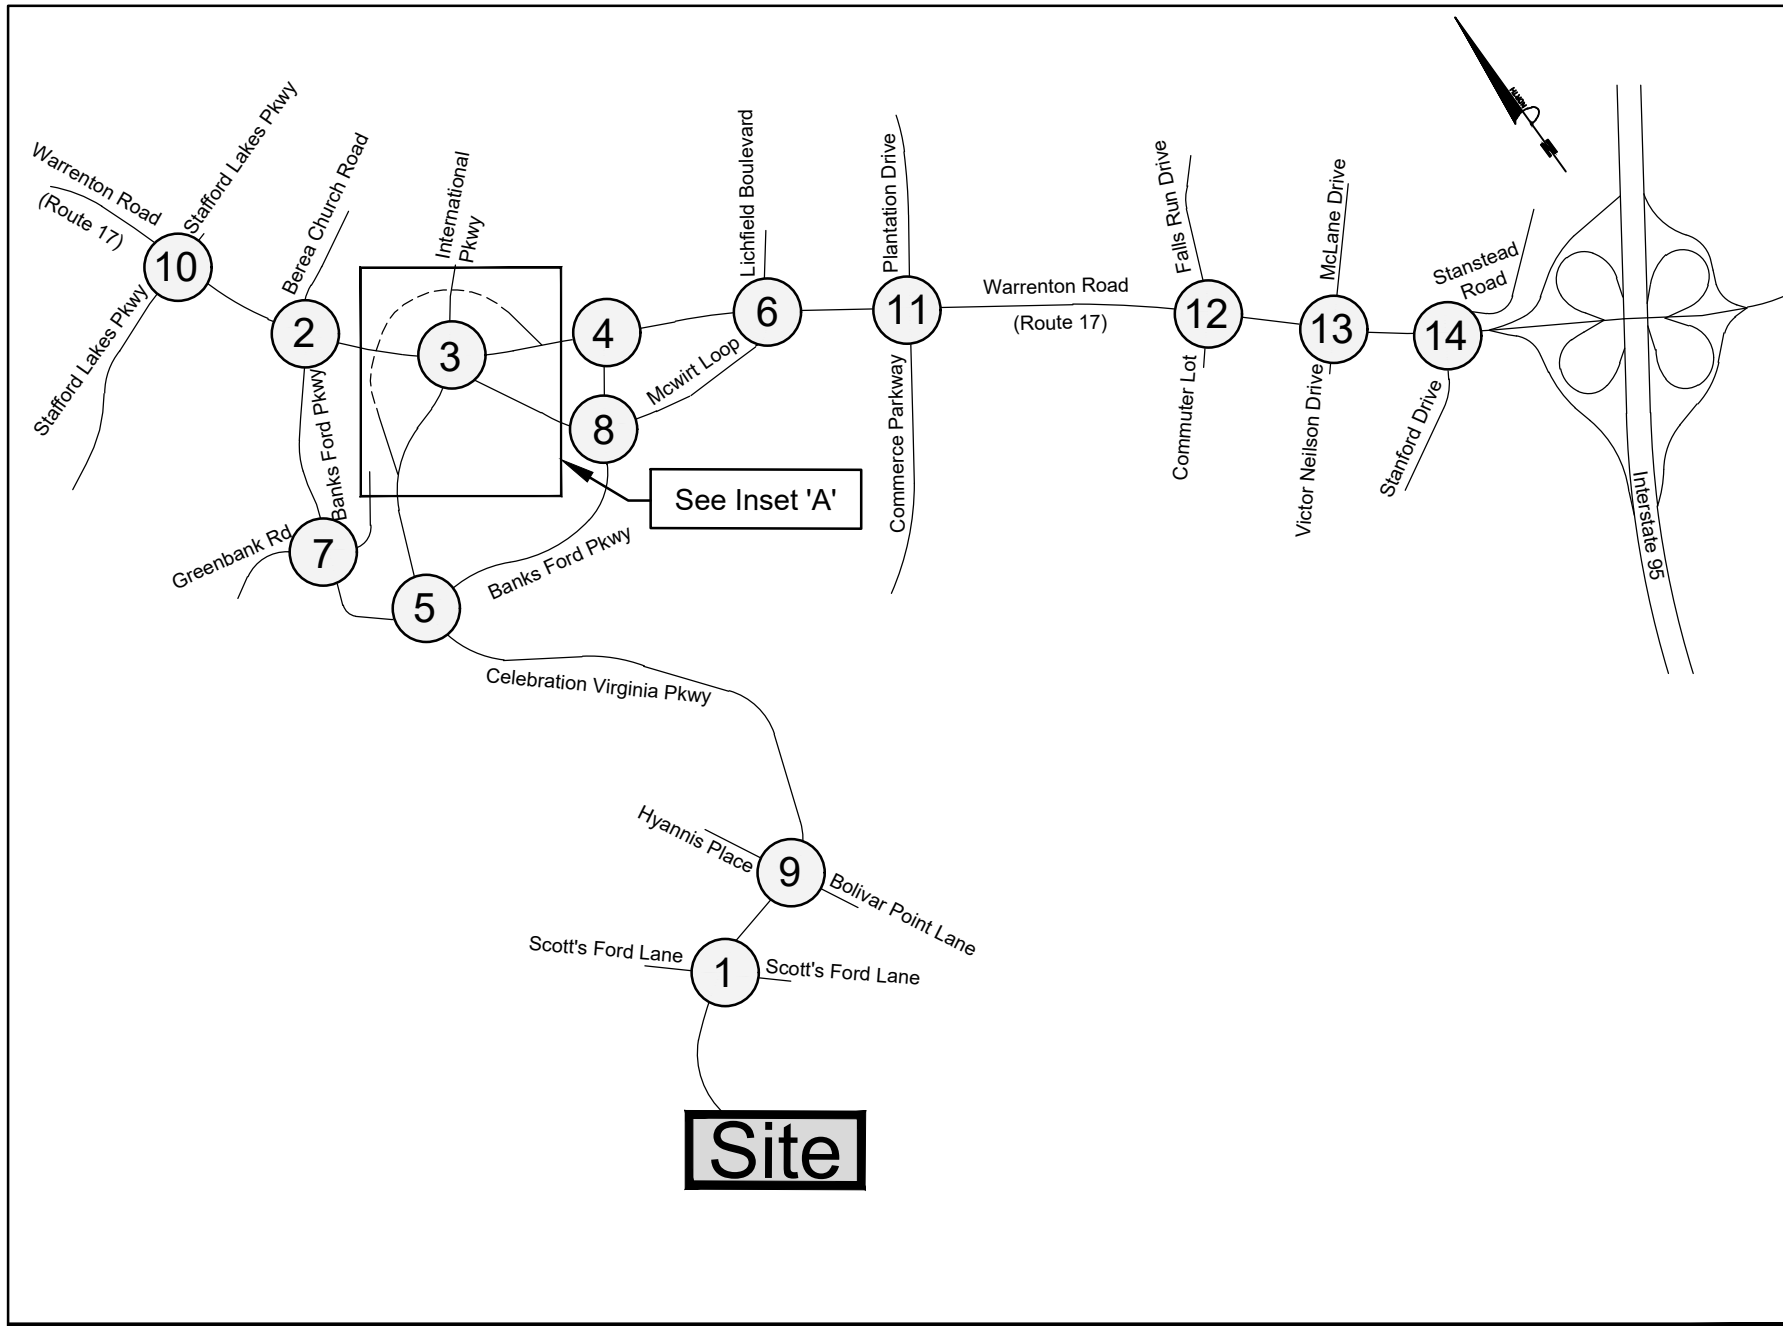 NORTH
Warrenton Road
(Route 17)
Stafford Lakes Pkwy
10
Stafford Lakes Pkwy
Berea Church Road
2
Banks Ford Pkwy
International
Pkwy
3
4
8
Lichfield Boulevard
6
Mcwirt Loop
Plantation Drive
11
Commerce Parkway
Warrenton Road
(Route 17)
Falls Run Drive
12
Commuter Lot
McLane Drive
13
Victor Neilson Drive
Stanstead
Road
14
Stanford Drive
Interstate 95
See Inset 'A'
Greenbank Rd
7
5
Banks Ford Pkwy
Celebration Virginia Pkwy
Hyannis Place
9
Bolivar Point Lane
Scott's Ford Lane
1
Scott's Ford Lane
Site